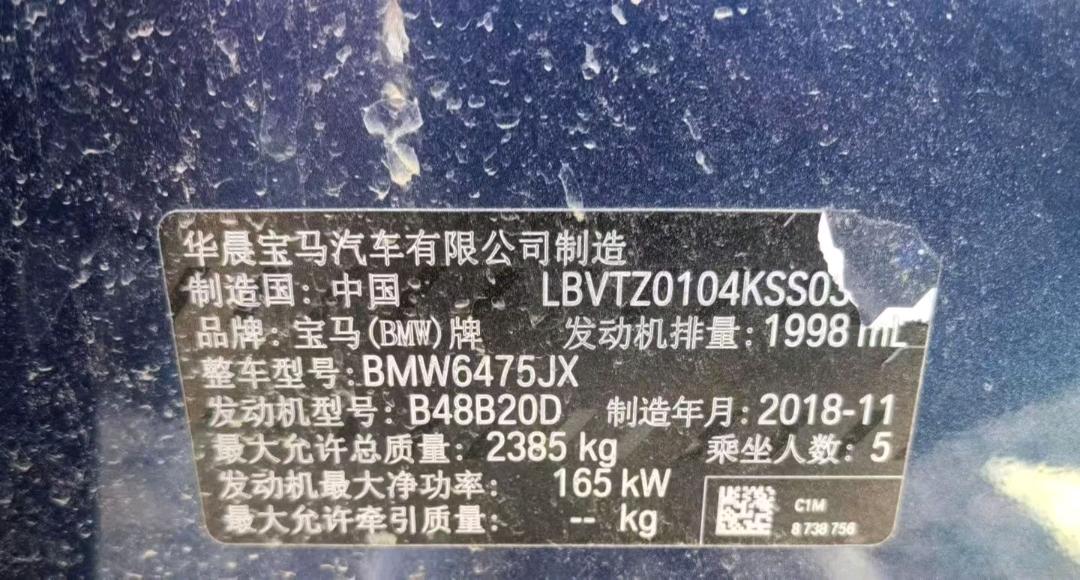 华晨宝马汽车有限公司制造
制造国：中国 LBVTZ0104KSS03
品牌：宝马(BMW)牌 发动机排量：1998 mL
整车型号：BMW6475JX
发动机型号：B48B20D 制造年月：2018-11
最大允许总质量：2385 kg 乘坐人数：5
发动机最大净功率：165 kW
最大允许牵引质量：-- kg
C1M
8 738 756